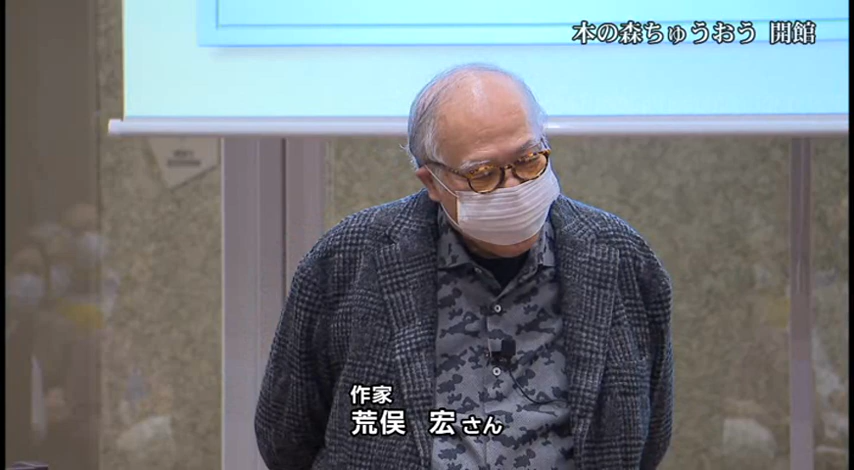 本の森ちゅうおう 開館
作家
荒俣 宏さん